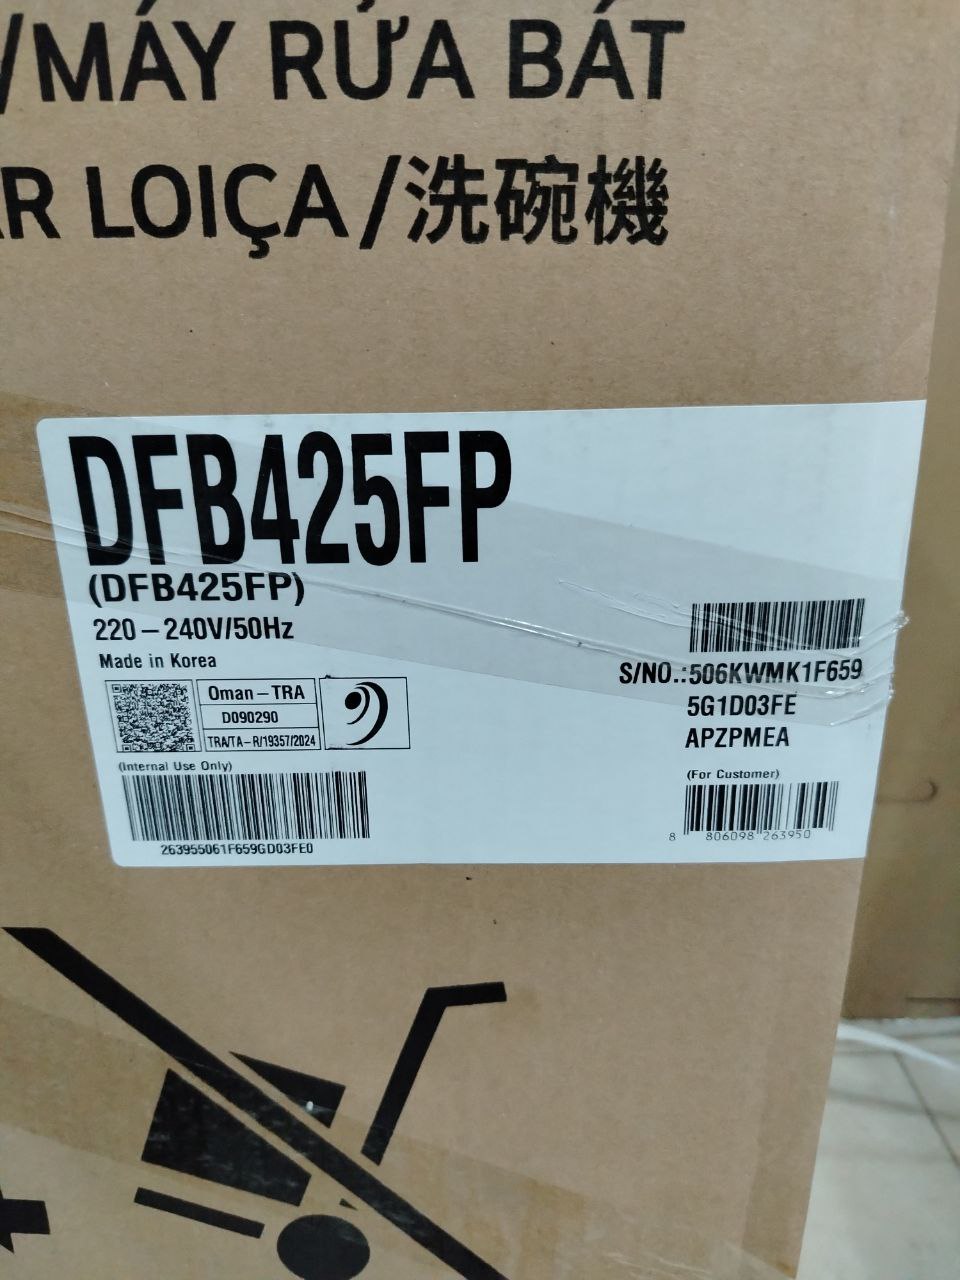 /MÁY RỬA BÁT
AR LOIÇA/洗碗機
DFB425FP
(DFB425FP)
220-240V/50Hz
Made in Korea
Oman-TRA
D090290
TRA/TA-R/19357/2024
(Internal Use Only)
263955061F659GD03FE0
S/NO.:506KWMK1F659
5G1D03FE
APZPMEA
(For Customer)
8 806098 263950